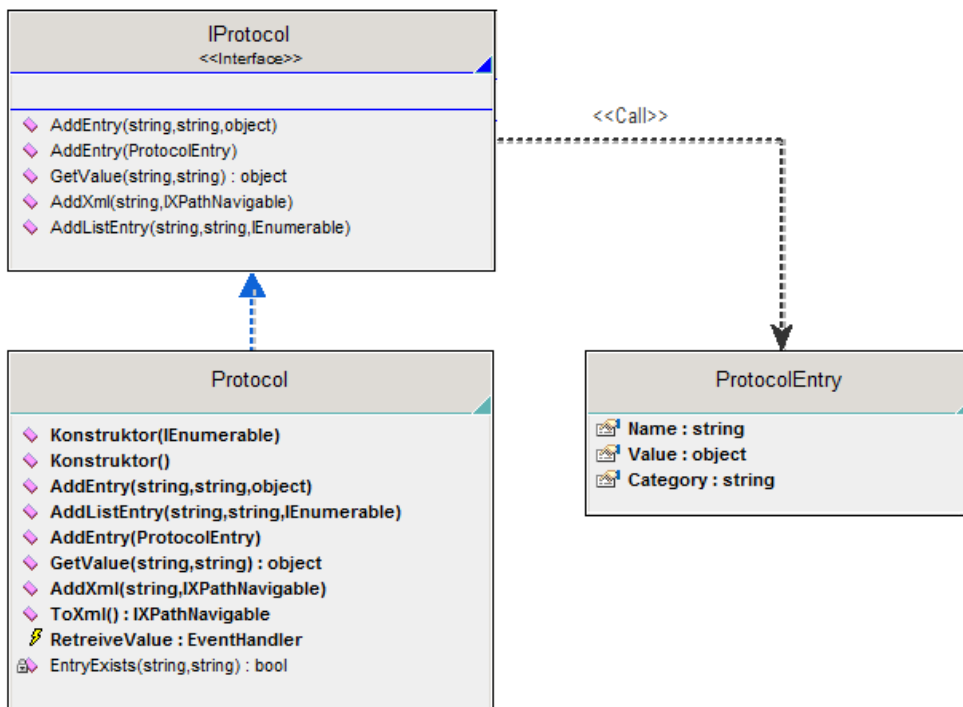 IProtocol
<<Interface>>
AddEntry(string,string,object)
AddEntry(ProtocolEntry)
GetValue(string,string) : object
AddXml(string,IXPathNavigable)
AddListEntry(string,string,IEnumerable)
<<Call>>
Protocol
Konstruktor(IEnumerable)
Konstruktor()
AddEntry(string,string,object)
AddListEntry(string,string,IEnumerable)
AddEntry(ProtocolEntry)
GetValue(string,string) : object
AddXml(string,IXPathNavigable)
ToXml() : IXPathNavigable
RetreiveValue : EventHandler
EntryExists(string,string) : bool
ProtocolEntry
Name : string
Value : object
Category : string